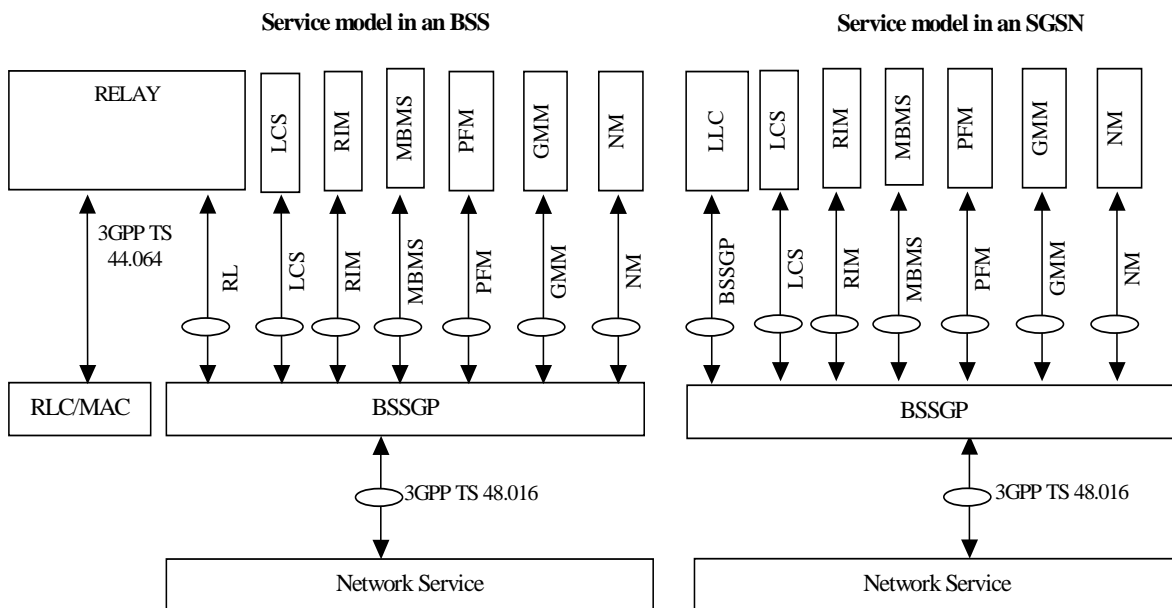 Service model in an BSS
Service model in an SGSN
RELAY
LCS
RIM
MBMS
PFM
GMM
NM
LLC
LCS
RIM
MBMS
PFM
GMM
NM
3GPP TS
44.064
RL
LCS
RIM
MBMS
PFM
GMM
NM
BSSGP
LCS
RIM
MBMS
PFM
GMM
NM
RLC/MAC
BSSGP
BSSGP
3GPP TS 48.016
3GPP TS 48.016
Network Service
Network Service